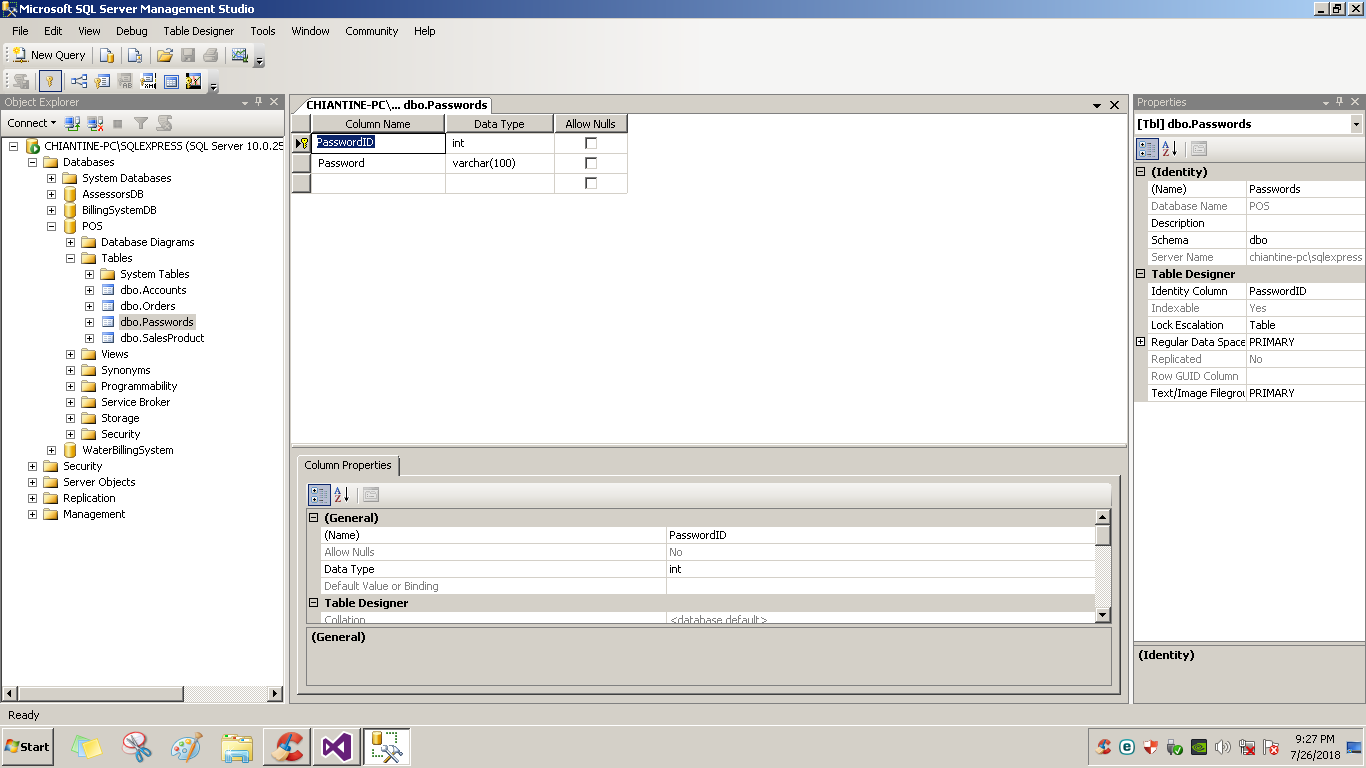 Microsoft SQL Server Management Studio
File Edit View Debug Table Designer Tools Window Community Help
New Query
Object Explorer
Connect
CHIANTINE-PC\SQLEXPRESS (SQL Server 10.0.25
Databases
System Databases
AssessorsDB
BillingSystemDB
POS
Database Diagrams
Tables
System Tables
dbo.Accounts
dbo.Orders
dbo.Passwords
dbo.SalesProduct
Views
Synonyms
Programmability
Service Broker
Storage
Security
WaterBillingSystem
Security
Server Objects
Replication
Management
CHIANTINE-PC\... dbo.Passwords
Column Name Data Type Allow Nulls
PasswordID int
Password varchar(100)
Column Properties
(General)
(Name) PasswordID
Allow Nulls No
Data Type int
Default Value or Binding
Table Designer
Collation <database default>
(General)
Properties
[Tbl] dbo.Passwords
(Identity)
(Name) Passwords
Database Name POS
Description
Schema dbo
Server Name chiantine-pc\sqlexpress
Table Designer
Identity Column PasswordID
Indexable Yes
Lock Escalation Table
Regular Data Space PRIMARY
Replicated No
Row GUID Column
Text/Image Filegrou PRIMARY
(Identity)
Ready
Start
9:27 PM
7/26/2018